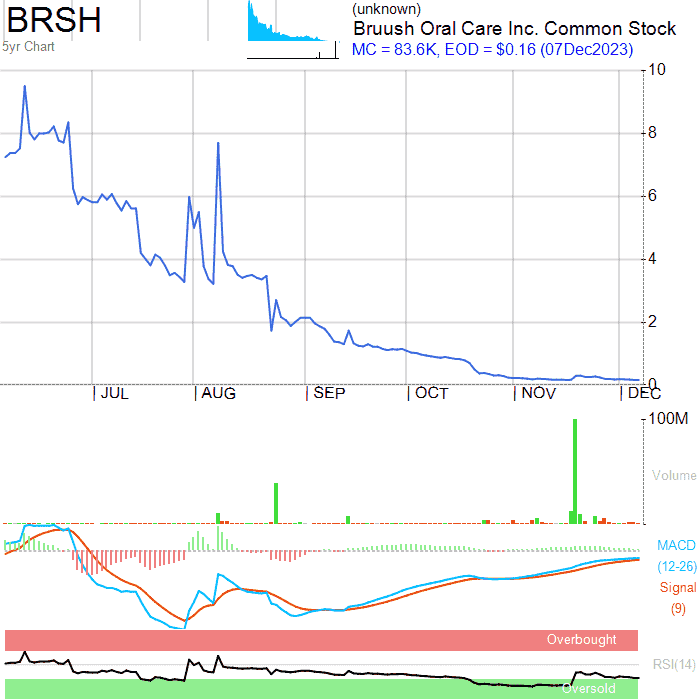 BRSH
5yr Chart
(unknown)
Bruush Oral Care Inc. Common Stock
MC = 83.6K, EOD = $0.16 (07Dec2023)
10
8
6
4
2
0
JUL AUG SEP OCT NOV DEC
100M
Volume
MACD
(12-26)
Signal
(9)
Overbought
RSI(14)
Oversold